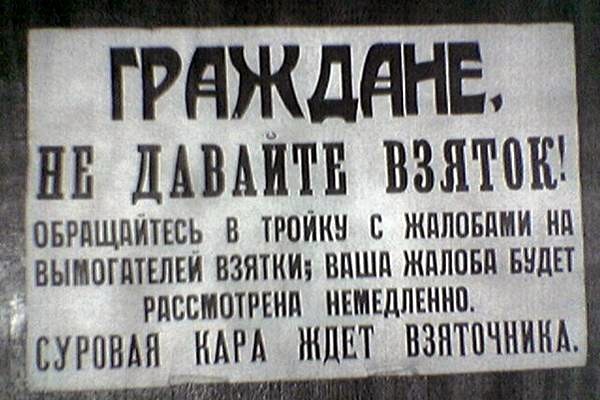 ГРАЖДАНЕ,
НЕ ДАВАЙТЕ ВЗЯТОК!
ОБРАЩАЙТЕСЬ В ТРОЙКУ С ЖАЛОБАМИ НА
ВЫМОГАТЕЛЕЙ ВЗЯТКИ; ВАША ЖАЛОБА БУДЕТ
РАССМОТРЕНА НЕМЕДЛЕННО.
СУРОВАЯ КАРА ЖДЕТ ВЗЯТОЧНИКА.